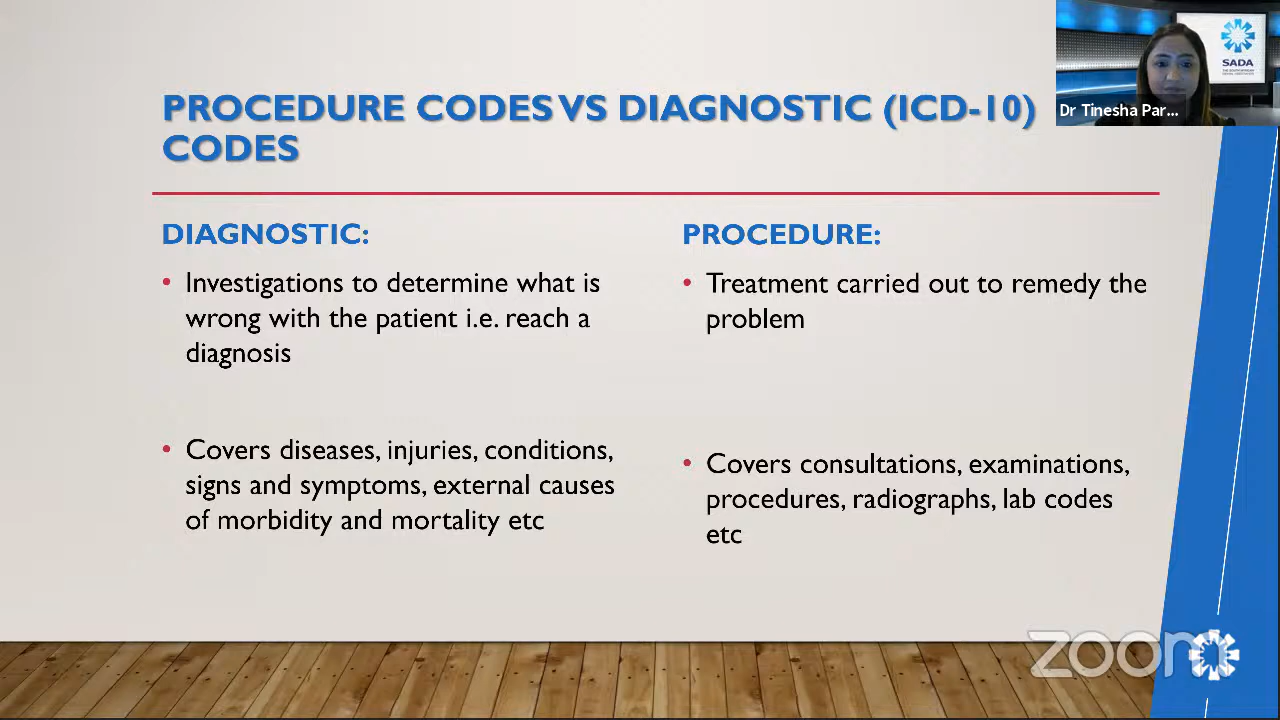 PROCEDURE CODES VS DIAGNOSTIC (ICD-10)
CODES
DIAGNOSTIC:
• Investigations to determine what is
wrong with the patient i.e. reach a
diagnosis
• Covers diseases, injuries, conditions,
signs and symptoms, external causes
of morbidity and mortality etc
PROCEDURE:
• Treatment carried out to remedy the
problem
• Covers consultations, examinations,
procedures, radiographs, lab codes
etc
SADA
Dr Tinesha Par...
zoom